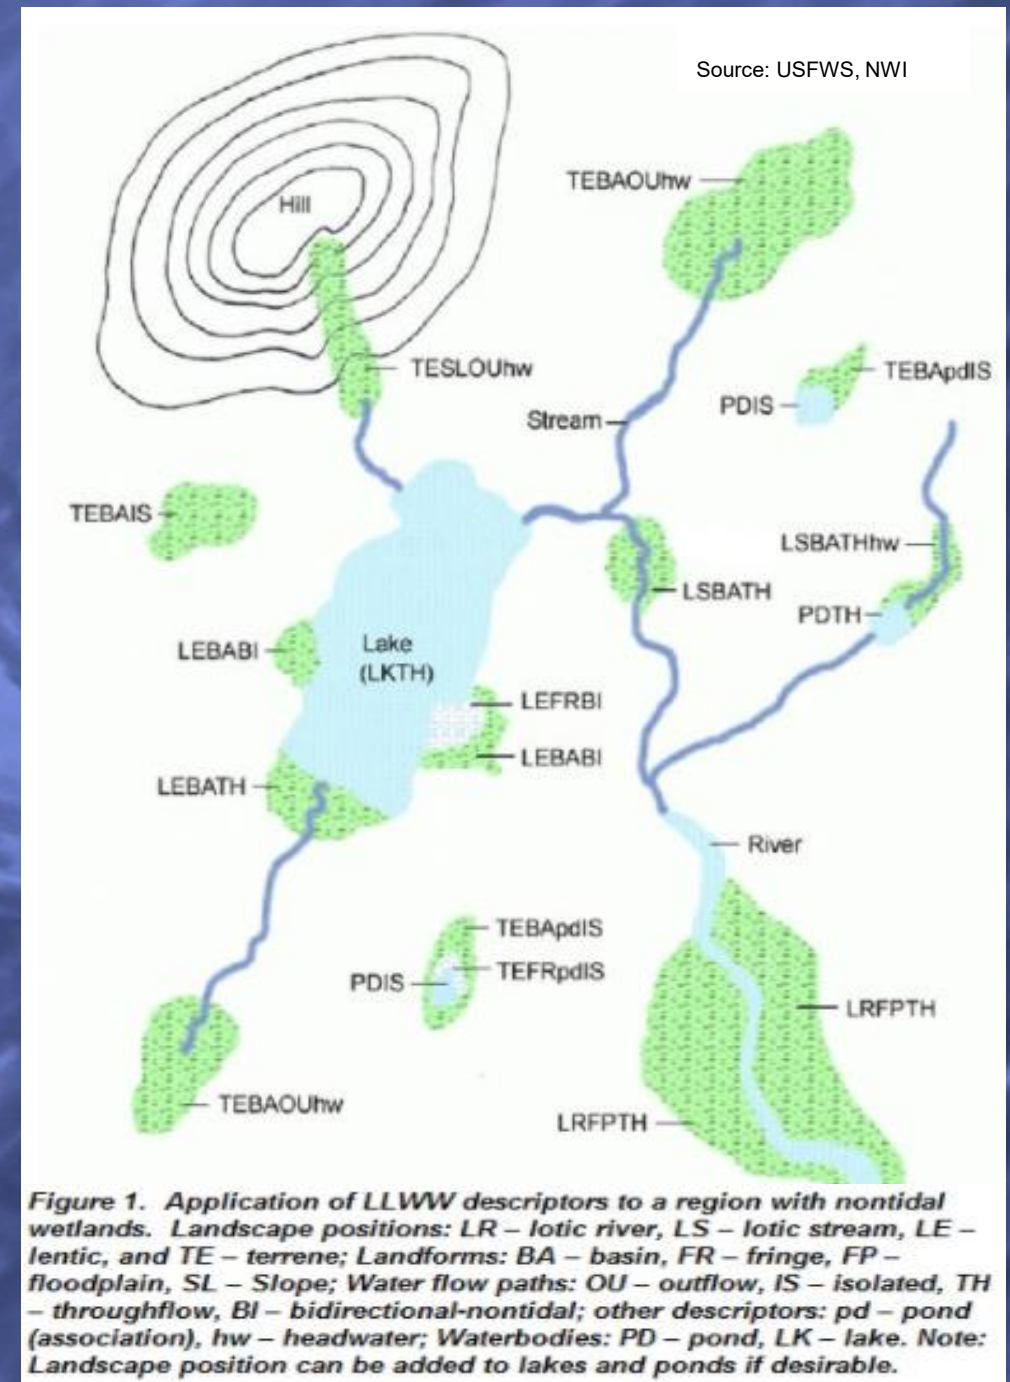 Source: USFWS, NWI
TEBAOUhw
Hill
TESLOUhw
TEBApdIS
PDIS
Stream
TEBAIS
LSBATHhw
LSBATH
PDTH
LEBABI
Lake
(LKTH)
LEFRBI
LEBABI
LEBATH
River
TEBApdIS
TEFRpdIS
PDIS
LRFPTH
TEBAOUhw
LRFPTH
Figure 1. Application of LLWW descriptors to a region with nontidal
wetlands. Landscape positions: LR – lotic river, LS – lotic stream, LE –
lentic, and TE – terrene; Landforms: BA – basin, FR – fringe, FP –
floodplain, SL – Slope; Water flow paths: OU – outflow, IS – isolated, TH
– throughflow, BI – bidirectional-nontidal; other descriptors: pd – pond
(association), hw – headwater; Waterbodies: PD – pond, LK – lake. Note:
Landscape position can be added to lakes and ponds if desirable.